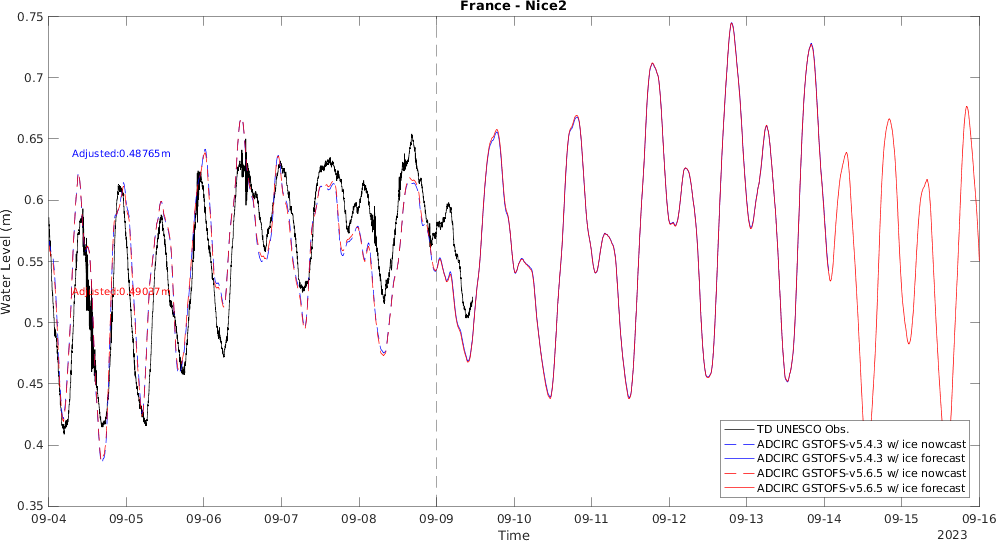 France - Nice2
0.75
0.7
0.65
0.6
0.55
0.5
0.45
0.4
0.35
Water Level (m)
Adjusted:0.48765m
Adjusted:0.49037m
TD UNESCO Obs.
ADCIRC GSTOFS-v5.4.3 w/ ice nowcast
ADCIRC GSTOFS-v5.4.3 w/ ice forecast
ADCIRC GSTOFS-v5.6.5 w/ ice nowcast
ADCIRC GSTOFS-v5.6.5 w/ ice forecast
09-04 09-05 09-06 09-07 09-08 09-09 09-10 09-11 09-12 09-13 09-14 09-15 09-16
Time
2023